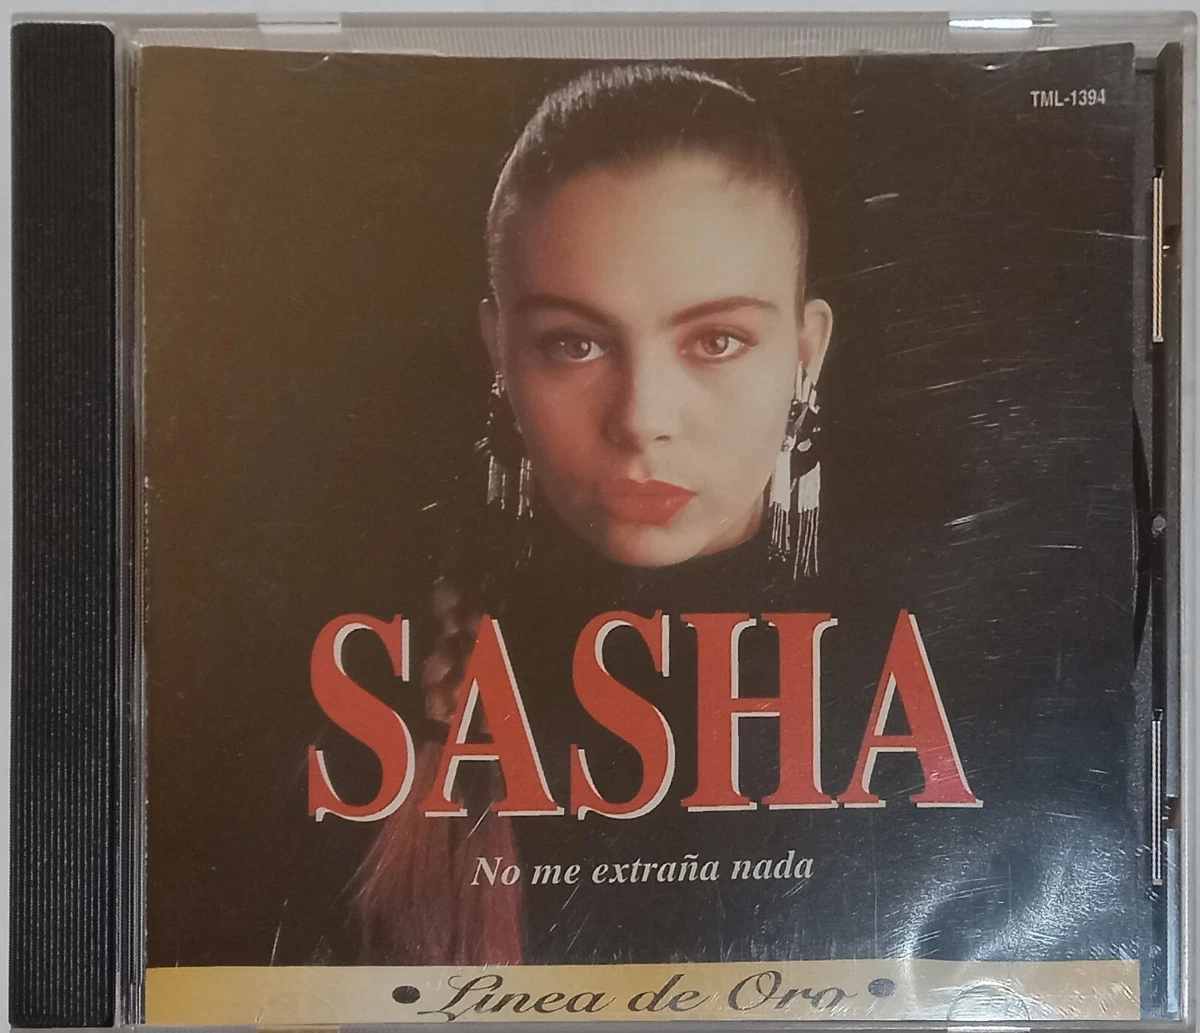 TML-1394
SASHA
No me extraña nada
• Linea de Oro •